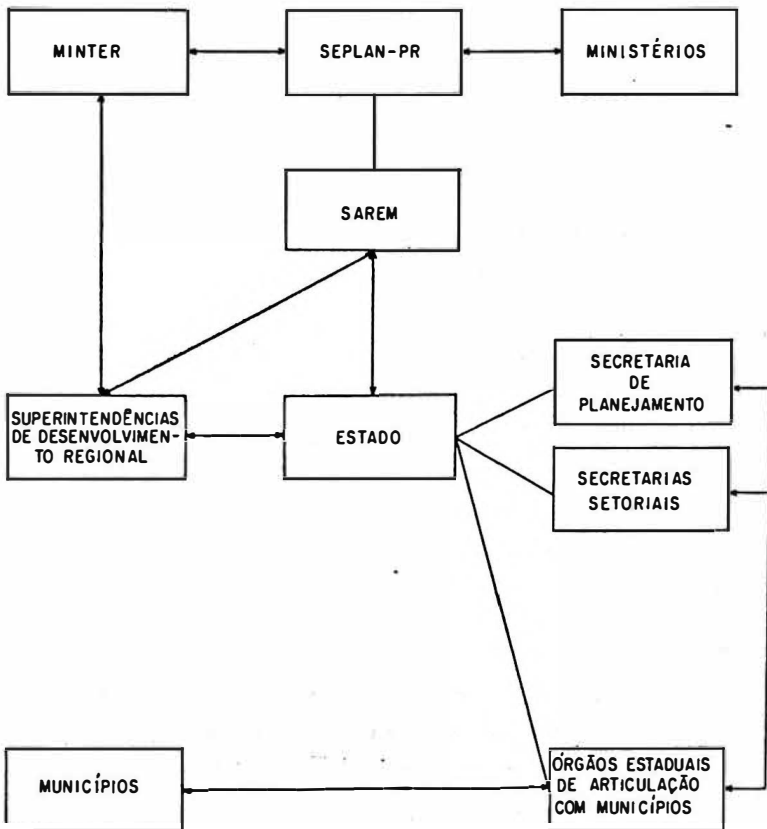 MINTER
SEPLAN-PR
MINISTÉRIOS
SAREM
SECRETARIA
DE
PLANEJAMENTO
SUPERINTENDÊNCIAS
DE DESENVOLVIMEN-
TO REGIONAL
ESTADO
SECRETARIAS
SETORIAIS
MUNICÍPIOS
ÓRGÃOS ESTADUAIS
DE ARTICULAÇÃO
COM MUNICÍPIOS